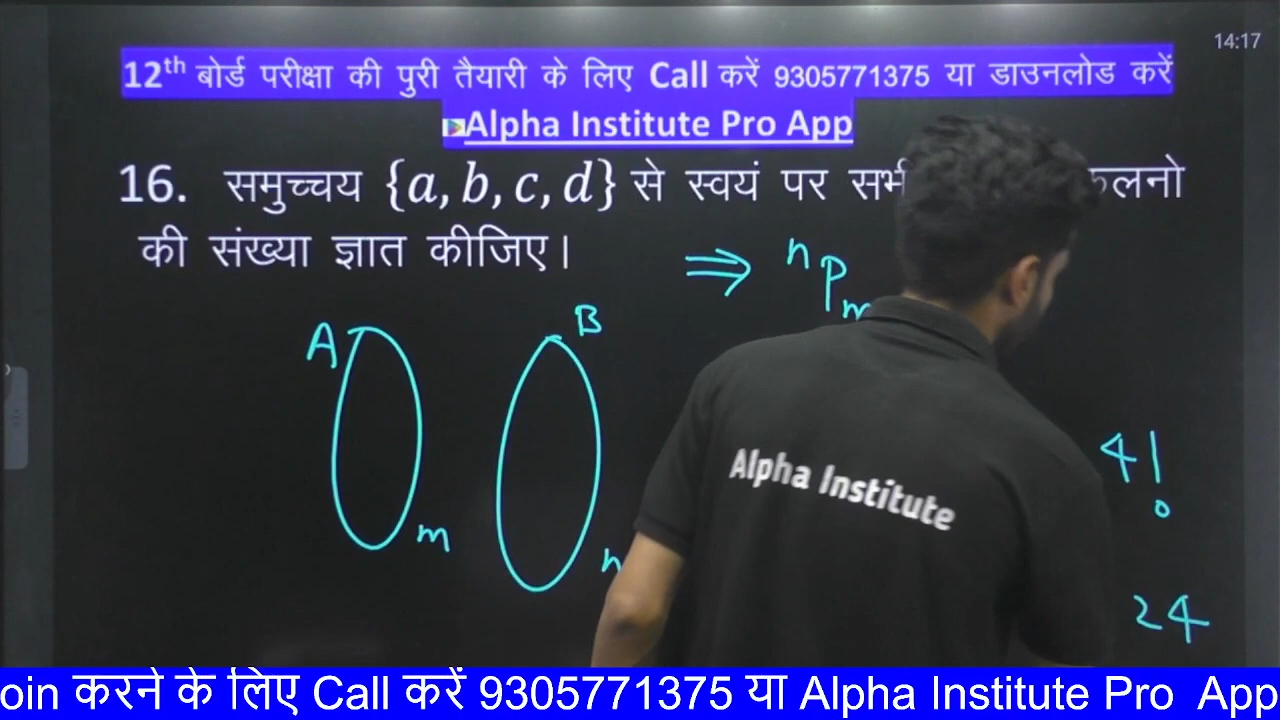 14:17
12th बोर्ड परीक्षा की पुरी तैयारी के लिए Call करें 9305771375 या डाउनलोड करें
Alpha Institute Pro App
16. समुच्चय {a, b, c, d} से स्वयं पर
की संख्या ज्ञात कीजिए।
⇒ nPm
A B
m n
4!
24
Alpha Institute
oin करने के लिए Call करें 9305771375 या Alpha Institute Pro App